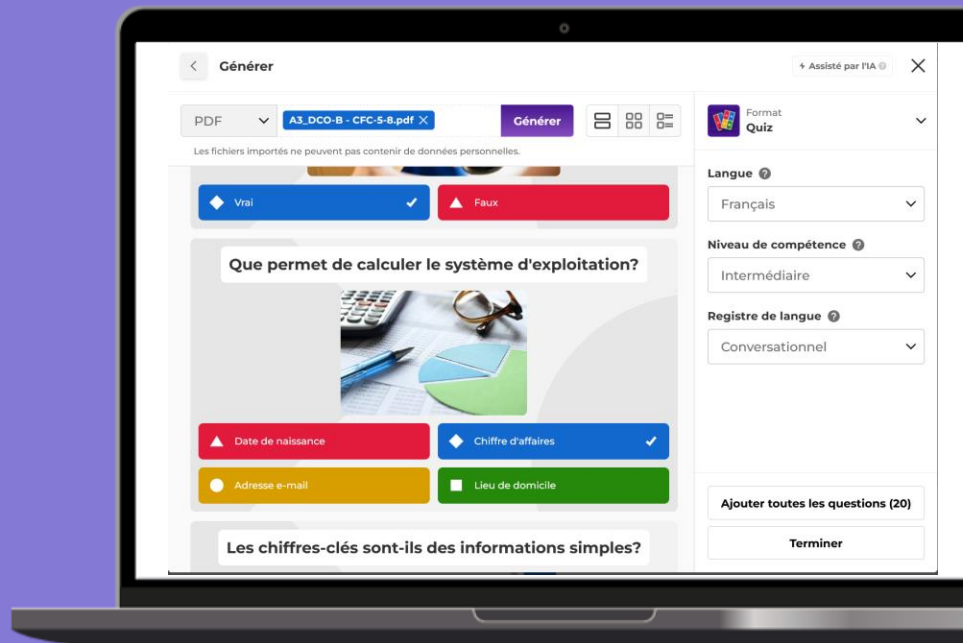 Générer
Assisté par l'IA
PDF
A3_DCO-B - CFC-5-8.pdf
Générer
Format
Quiz
Les fichiers importés ne peuvent pas contenir de données personnelles.
Langue
Français
Vrai
Faux
Niveau de compétence
Intermédiaire
Que permet de calculer le système d'exploitation?
Registre de langue
Conversationnel
Date de naissance
Chiffre d'affaires
Adresse e-mail
Lieu de domicile
Ajouter toutes les questions (20)
Les chiffres-clés sont-ils des informations simples?
Terminer